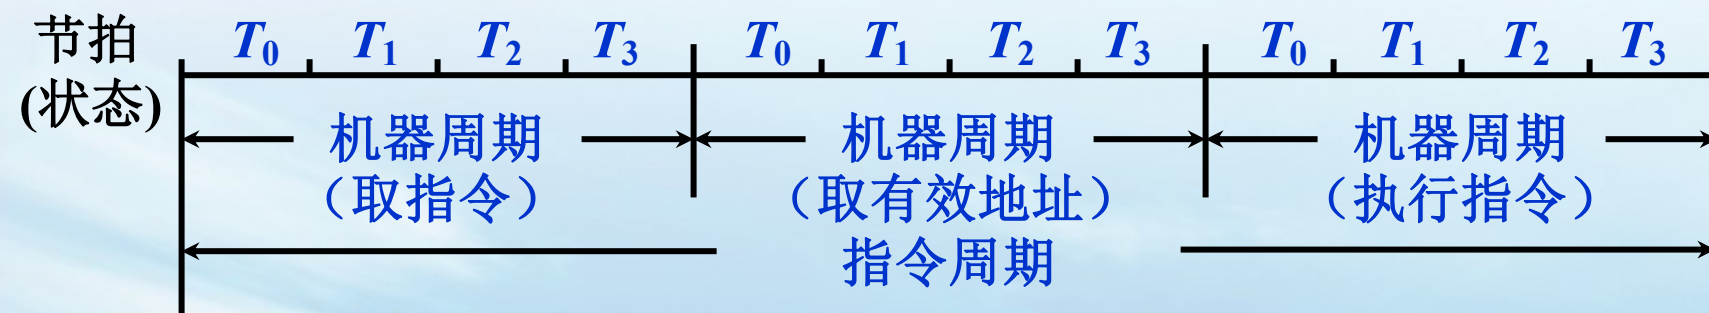 节拍 T0 T1 T2 T3 T0 T1 T2 T3 T0 T1 T2 T3
(状态)
机器周期 机器周期 机器周期
（取指令） （取有效地址） （执行指令）
指令周期